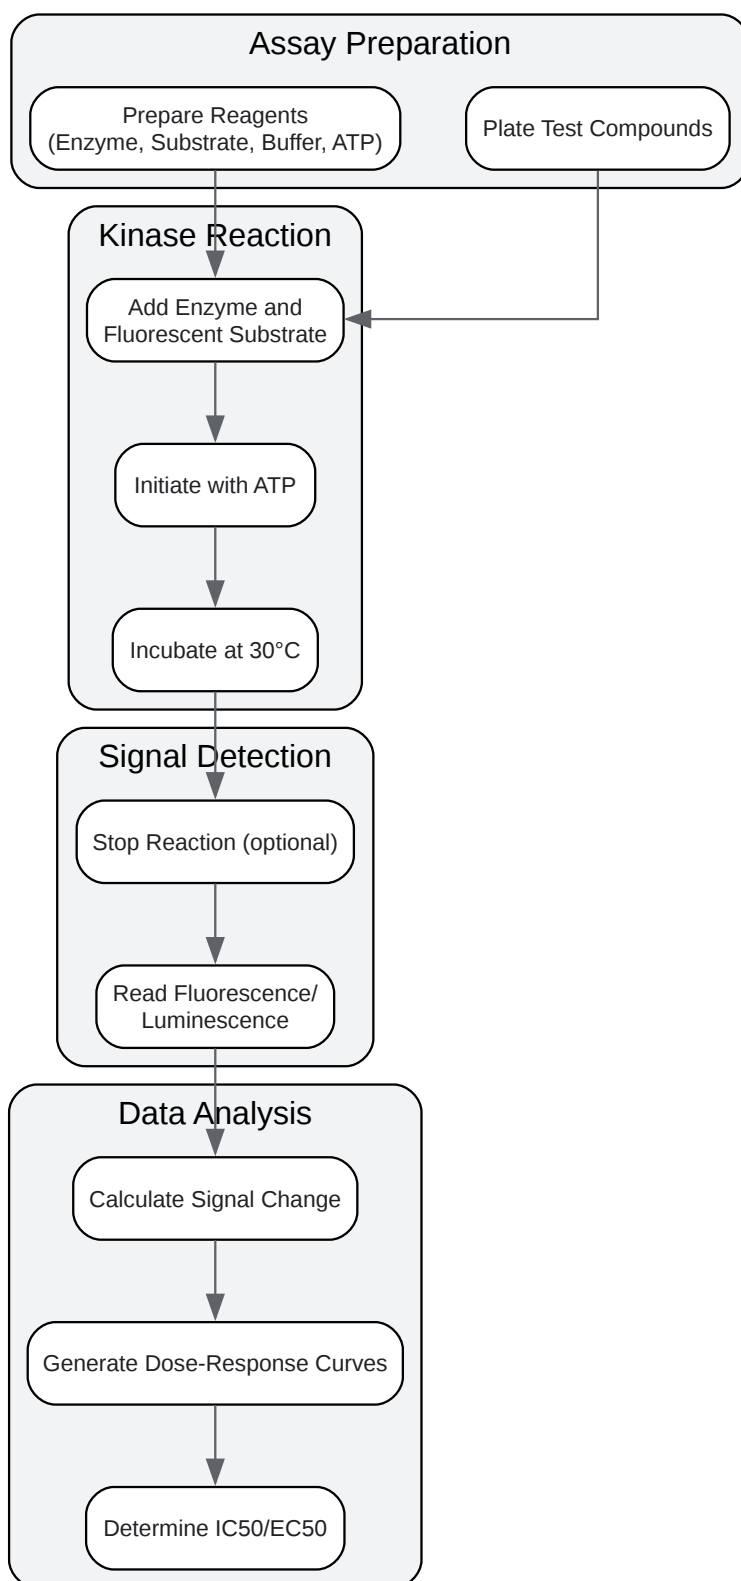 Assay Preparation
Prepare Reagents
(Enzyme, Substrate, Buffer, ATP)
Plate Test Compounds
Kinase Reaction
Add Enzyme and
Fluorescent Substrate
Initiate with ATP
Incubate at 30°C
Signal Detection
Stop Reaction (optional)
Read Fluorescence/
Luminescence
Data Analysis
Calculate Signal Change
Generate Dose-Response Curves
Determine IC50/EC50